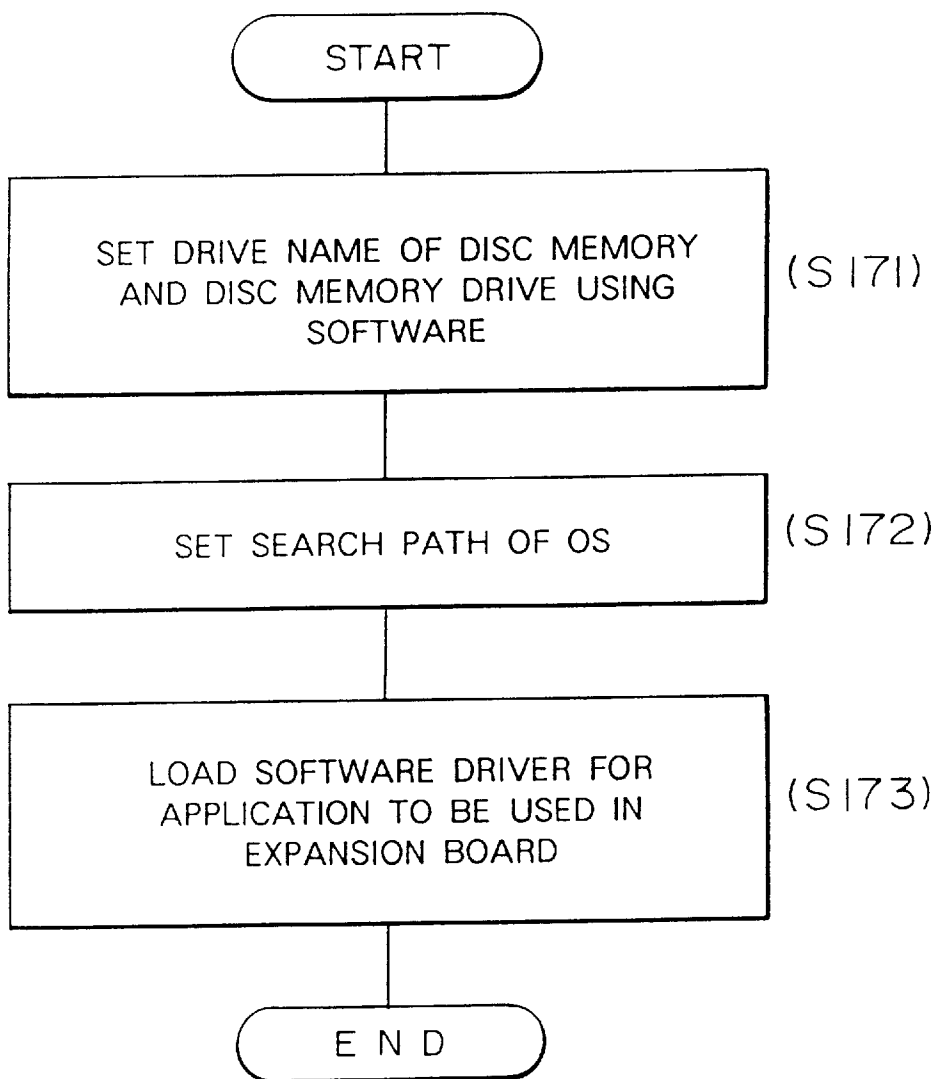 START
SET DRIVE NAME OF DISC MEMORY
AND DISC MEMORY DRIVE USING
SOFTWARE
(S171)
SET SEARCH PATH OF OS
(S172)
LOAD SOFTWARE DRIVER FOR
APPLICATION TO BE USED IN
EXPANSION BOARD
(S173)
END